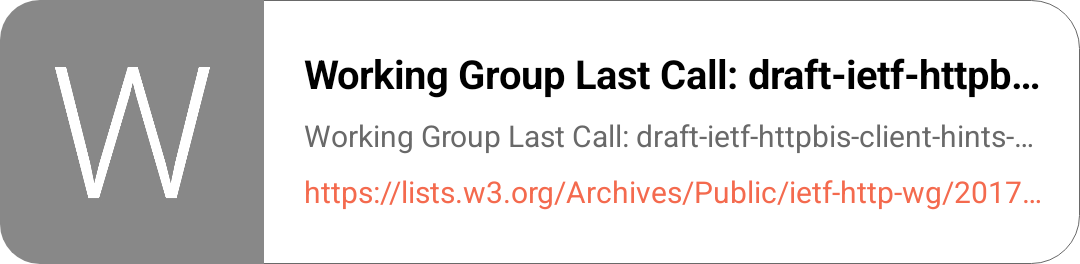 W
Working Group Last Call: draft-ietf-httpb...
Working Group Last Call: draft-ietf-httpbis-client-hints-...
https://lists.w3.org/Archives/Public/ietf-http-wg/2017...